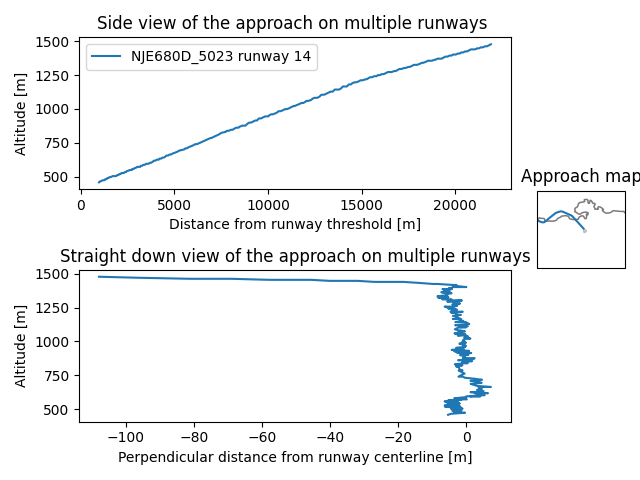 Side view of the approach on multiple runways
1500
1250
1000
750
500
Altitude [m]
NJE680D_5023 runway 14
0 5000 10000 15000 20000
Distance from runway threshold [m]
Approach map
Straight down view of the approach on multiple runways
1500
1250
1000
750
500
Altitude [m]
−100 −80 −60 −40 −20 0
Perpendicular distance from runway centerline [m]